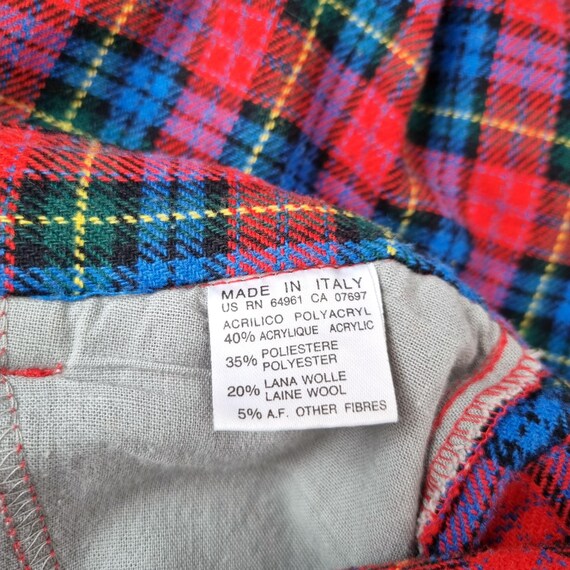 MADE IN ITALY
US RN 64961 CA 07697
ACRILICO POLYACRYL
40% ACRYLIQUE ACRYLIC
35% POLIESTERE
POLYESTER
20% LANA WOLLE
LAINE WOOL
5% A.F. OTHER FIBRES